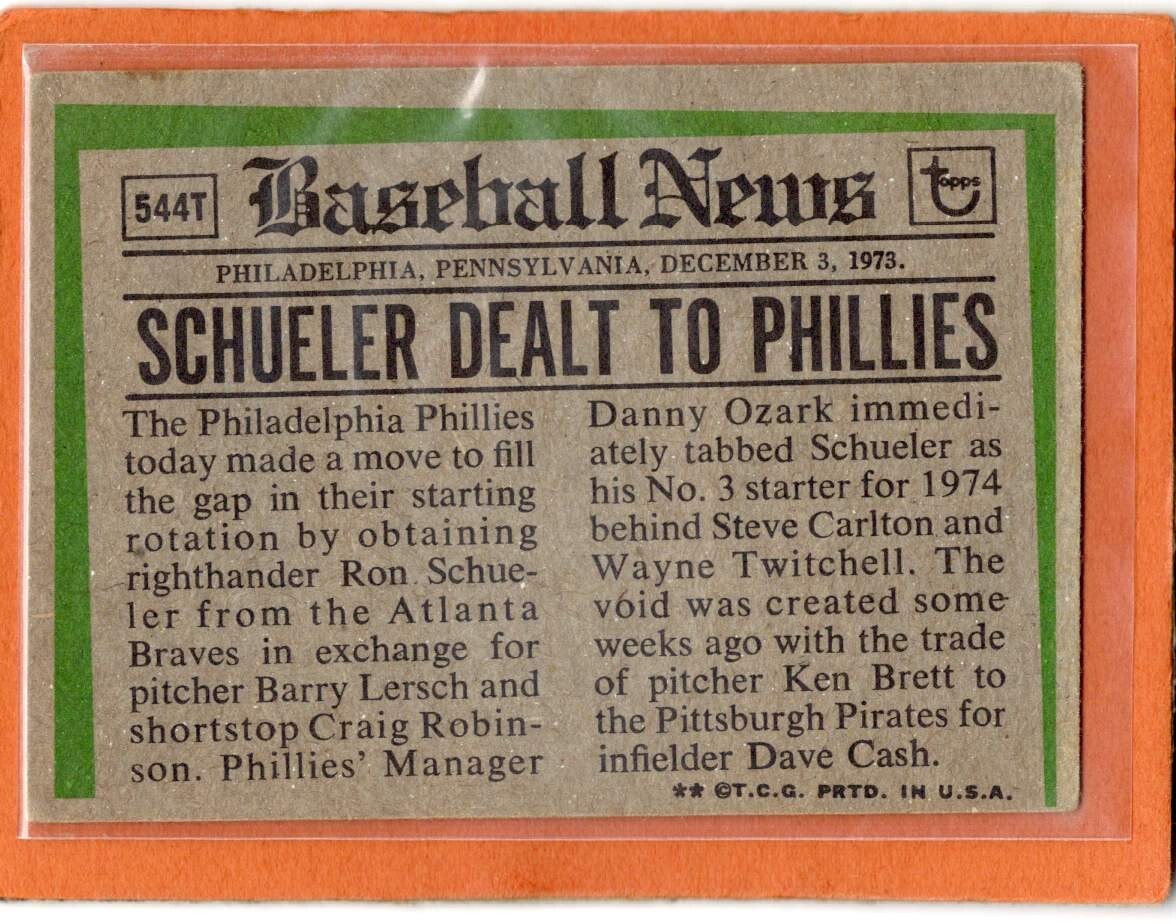 544T
Baseball News
topps
PHILADELPHIA, PENNSYLVANIA, DECEMBER 3, 1973.
SCHUELER DEALT TO PHILLIES
The Philadelphia Phillies
today made a move to fill
the gap in their starting
rotation by obtaining
righthander Ron Schue-
ler from the Atlanta
Braves in exchange for
pitcher Barry Lersch and
shortstop Craig Robin-
son. Phillies' Manager
Danny Ozark immedi-
ately tabbed Schueler as
his No. 3 starter for 1974
behind Steve Carlton and
Wayne Twitchell. The
void was created some
weeks ago with the trade
of pitcher Ken Brett to
the Pittsburgh Pirates for
infielder Dave Cash.
** ©T.C.G. PRTD. IN U.S.A.